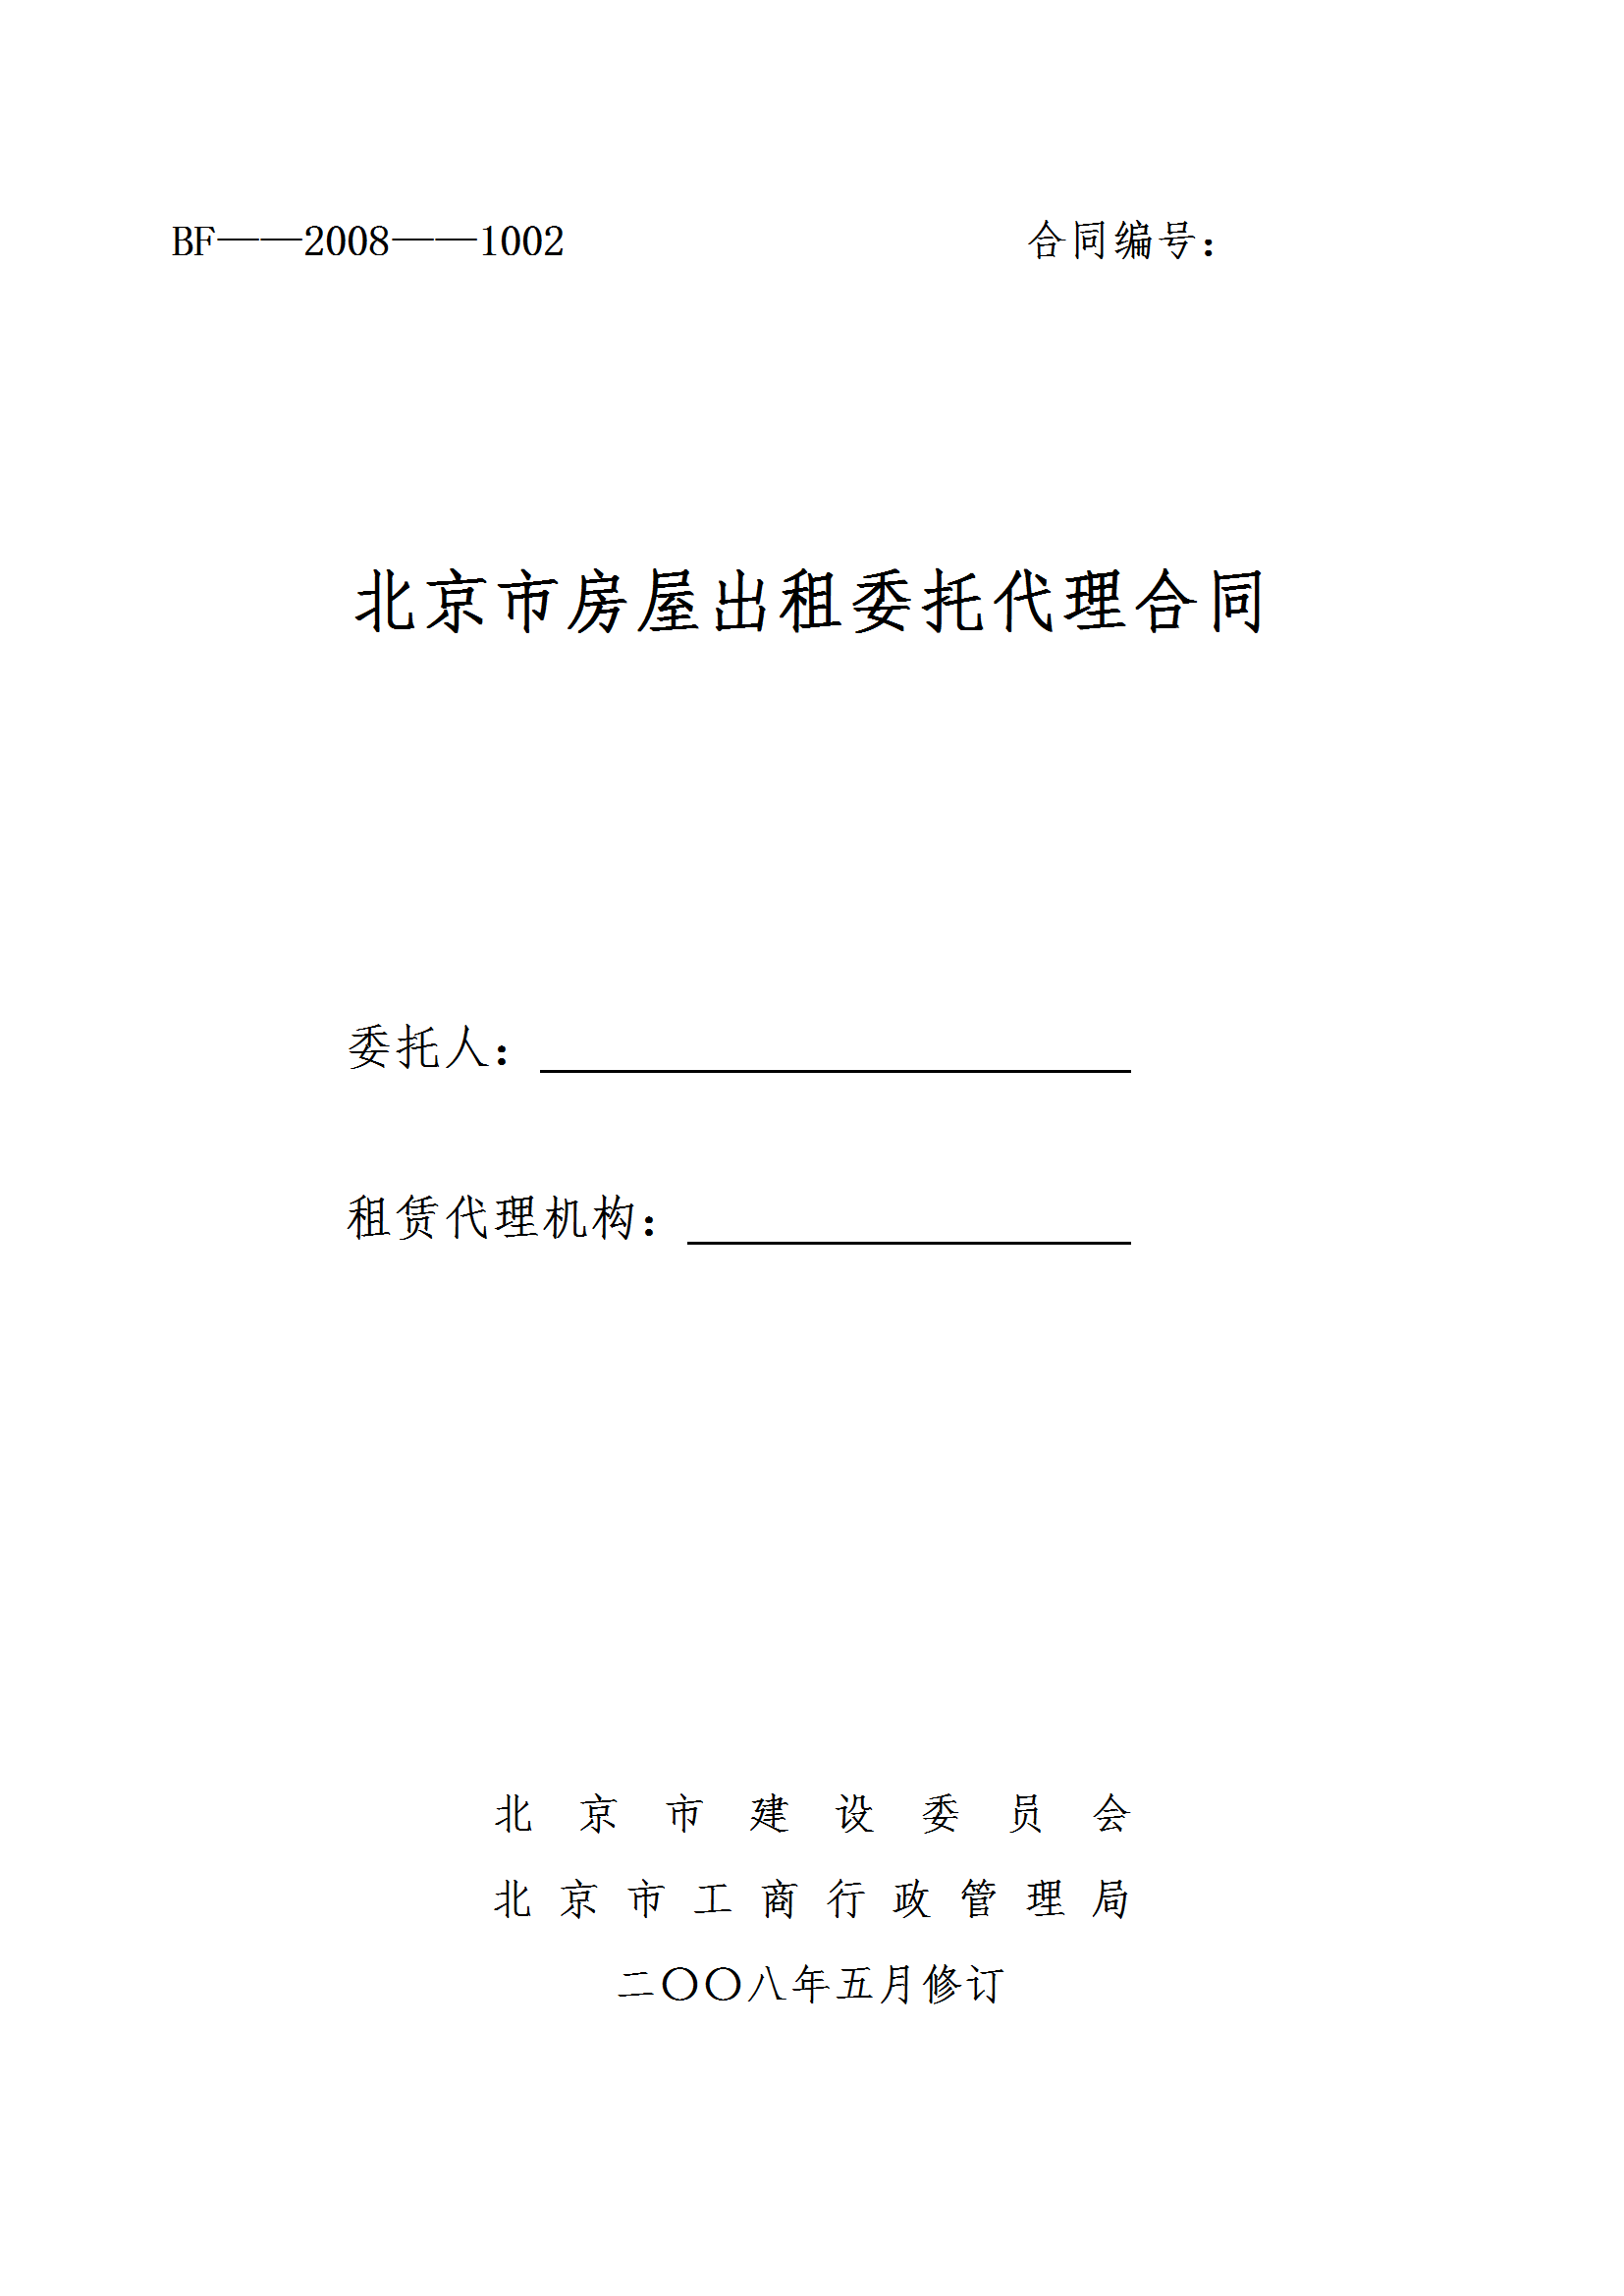 BF——2008——1002 合同编号：
北京市房屋出租委托代理合同
委托人：
租赁代理机构：
北京市建设委员会
北京市工商行政管理局
二〇〇八年五月修订